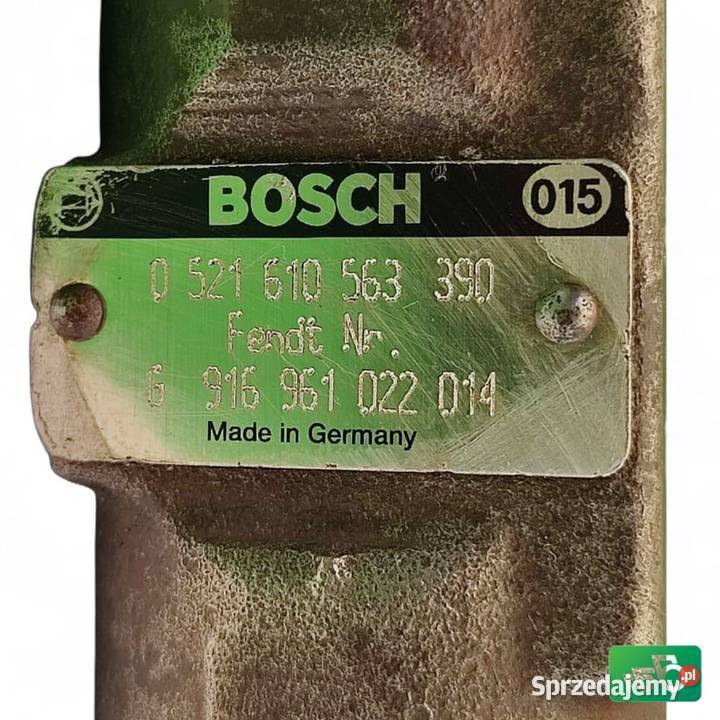 BOSCH 015
0 521 610 563 390
Fendt Nr.
G 916 961 022 014
Made in Germany
Sprzedajemy.pl